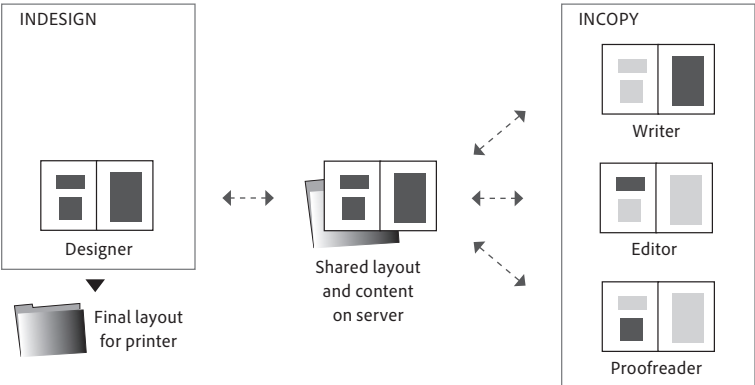 INDESIGN
Designer
Final layout
for printer
Shared layout
and content
on server
INCOPY
Writer
Editor
Proofreader